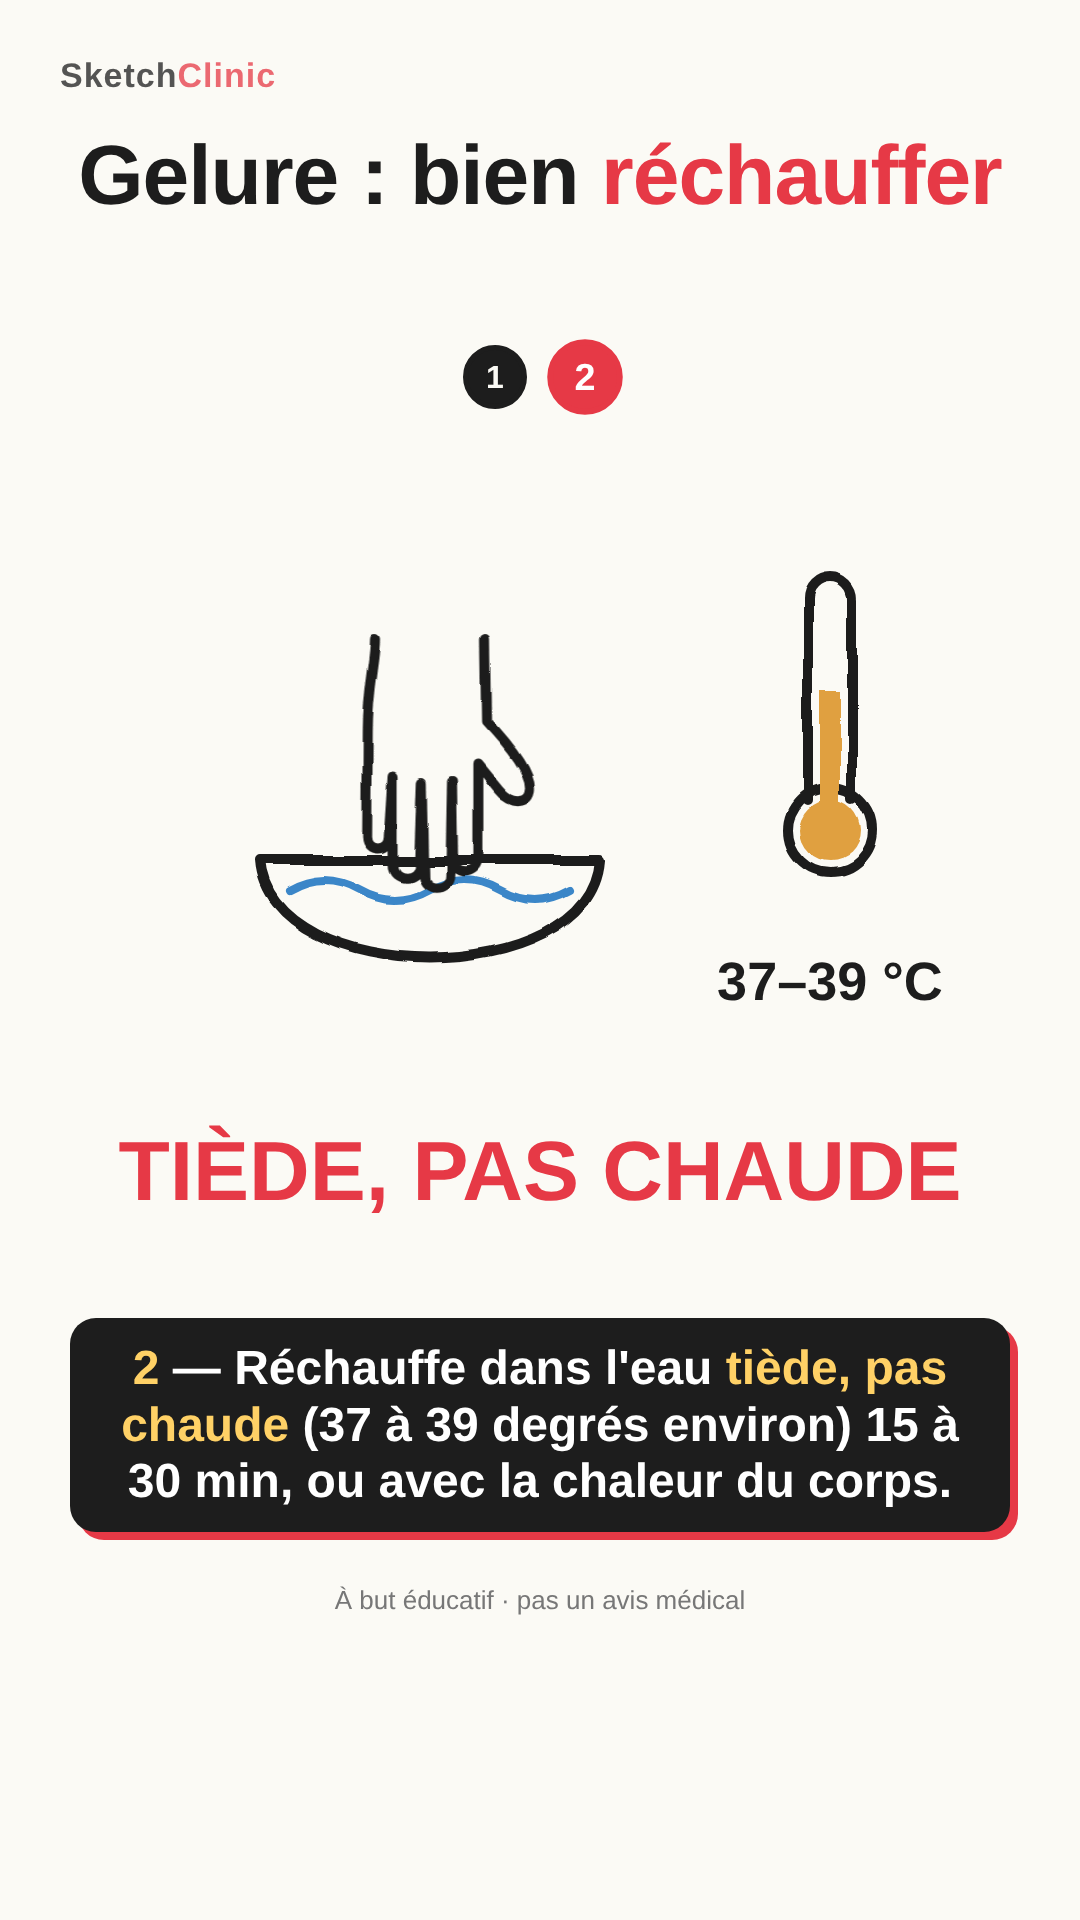 SketchClinic
Gelure : bien réchauffer
1 2
37–39 °C
TIÈDE, PAS CHAUDE
2 — Réchauffe dans l'eau tiède, pas
chaude (37 à 39 degrés environ) 15 à
30 min, ou avec la chaleur du corps.
À but éducatif · pas un avis médical